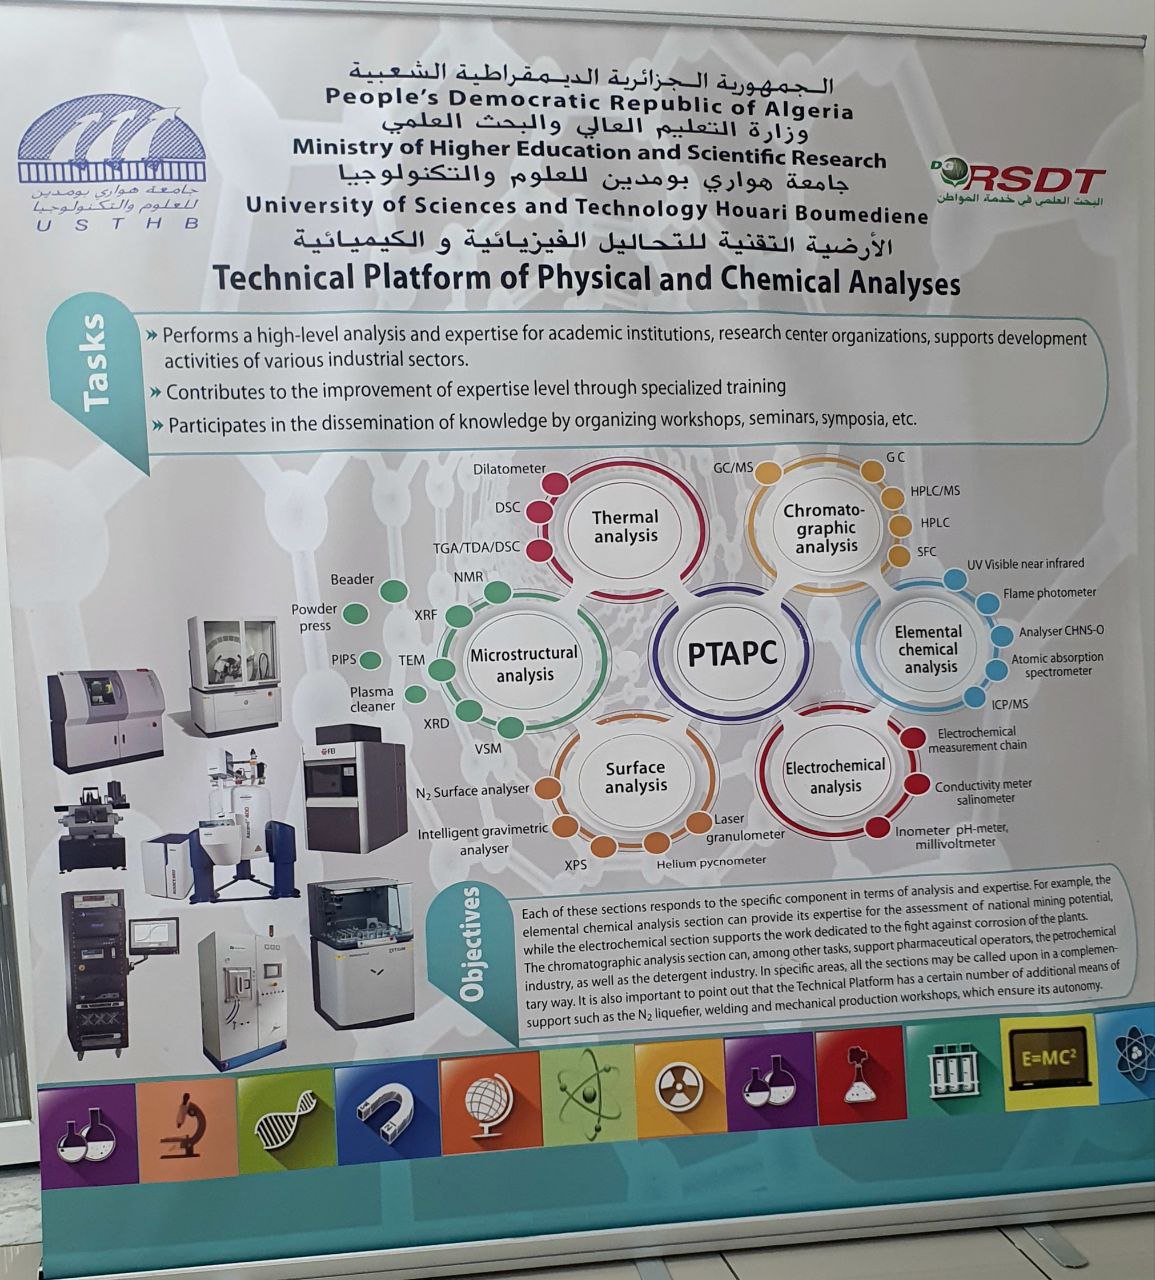 الجمهورية الجزائرية الديمقراطية الشعبية
People's Democratic Republic of Algeria
وزارة التعليم العالي والبحث العلمي
Ministry of Higher Education and Scientific Research
جامعة هواري بومدين للعلوم والتكنولوجيا
University of Sciences and Technology Houari Boumediene
الأرضية التقنية للتحاليل الفيزيائية و الكيميائية
Technical Platform of Physical and Chemical Analyses
جامعة هواري بومدين
للعلوم والتكنولوجيا
U S T H B
DGRSDT
البحث العلمي في خدمة المواطن
Tasks
» Performs a high-level analysis and expertise for academic institutions, research center organizations, supports development
activities of various industrial sectors.
» Contributes to the improvement of expertise level through specialized training
» Participates in the dissemination of knowledge by organizing workshops, seminars, symposia, etc.
Thermal
analysis
Dilatometer
DSC
TGA/TDA/DSC
Chromato-
graphic
analysis
GC/MS
GC
HPLC/MS
HPLC
SFC
Microstructural
analysis
NMR
XRF
TEM
XRD
VSM
Beader
Powder
press
PIPS
Plasma
cleaner
PTAPC
Elemental
chemical
analysis
UV Visible near infrared
Flame photometer
Analyser CHNS-O
Atomic absorption
spectrometer
ICP/MS
Surface
analysis
N2 Surface analyser
Intelligent gravimetric
analyser
XPS
Helium pycnometer
Laser
granulometer
Electrochemical
analysis
Electrochemical
measurement chain
Conductivity meter
salinometer
Inometer pH-meter,
millivoltmeter
FEI
Ascend 400
Objectives
Each of these sections responds to the specific component in terms of analysis and expertise. For example, the
elemental chemical analysis section can provide its expertise for the assessment of national mining potential,
while the electrochemical section supports the work dedicated to the fight against corrosion of the plants.
The chromatographic analysis section can, among other tasks, support pharmaceutical operators, the petrochemical
industry, as well as the detergent industry. In specific areas, all the sections may be called upon in a complemen-
tary way. It is also important to point out that the Technical Platform has a certain number of additional means of
support such as the N2 liquefier, welding and mechanical production workshops, which ensure its autonomy.
E=MC²